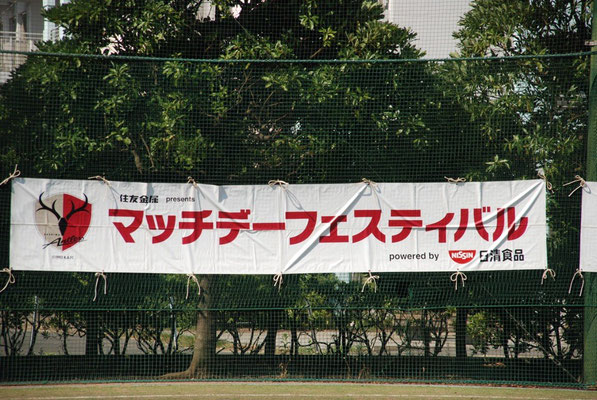 住友金属 presents
マッチデーフェスティバル
Antlers
powered by NISSIN 日清食品